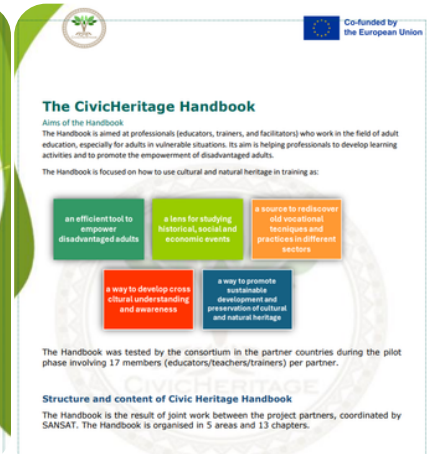 Co-funded by
the European Union
The CivicHeritage Handbook
Aims of the Handbook
The Handbook is aimed at professionals (educators, trainers, and facilitators) who work in the field of adult
education, especially for adults in vulnerable situations. Its aim is helping professionals to develop learning
activities and to promote the empowerment of disadvantaged adults.
The Handbook is focused on how to use cultural and natural heritage in training as:
an efficient tool to
empower
disadvantaged adults
a lens for studying
historical, social and
economic events
a source to rediscover
old vocational
tecniques and
practices in different
sectors
a way to develop cross
cltural understanding
and awareness
a way to promote
sustainable
development and
preservation of cultural
and natural heritage
The Handbook was tested by the consortium in the partner countries during the pilot
phase involving 17 members (educators/teachers/trainers) per partner.
CIVICHERITAGE
Structure and content of Civic Heritage Handbook
The Handbook is the result of joint work between the project partners, coordinated by
SANSAT. The Handbook is organised in 5 areas and 13 chapters.